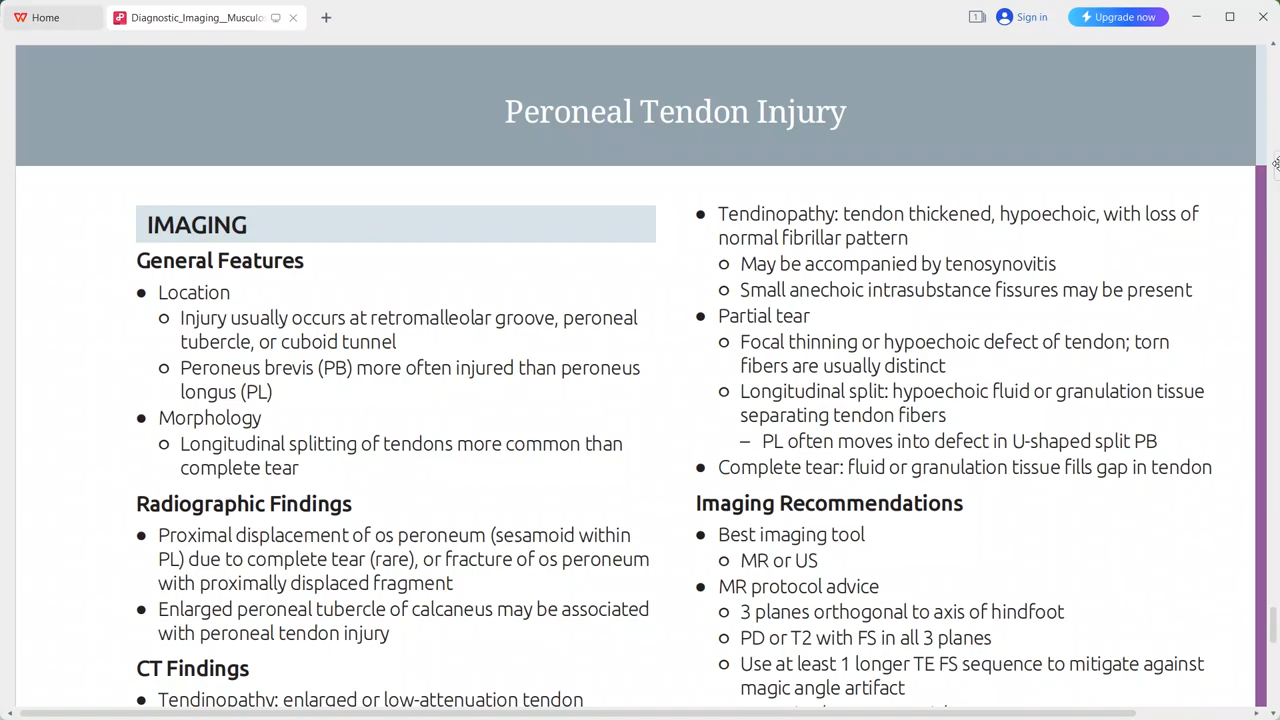 Home
Diagnostic_Imaging__Musculos
1
Sign in
Upgrade now
Peroneal Tendon Injury
IMAGING
General Features
● Location
○ Injury usually occurs at retromalleolar groove, peroneal
tubercle, or cuboid tunnel
○ Peroneus brevis (PB) more often injured than peroneus
longus (PL)
● Morphology
○ Longitudinal splitting of tendons more common than
complete tear
Radiographic Findings
● Proximal displacement of os peroneum (sesamoid within
PL) due to complete tear (rare), or fracture of os peroneum
with proximally displaced fragment
● Enlarged peroneal tubercle of calcaneus may be associated
with peroneal tendon injury
CT Findings
● Tendinopathy: enlarged or low-attenuation tendon
● Tendinopathy: tendon thickened, hypoechoic, with loss of
normal fibrillar pattern
○ May be accompanied by tenosynovitis
○ Small anechoic intrasubstance fissures may be present
● Partial tear
○ Focal thinning or hypoechoic defect of tendon; torn
fibers are usually distinct
○ Longitudinal split: hypoechoic fluid or granulation tissue
separating tendon fibers
– PL often moves into defect in U-shaped split PB
● Complete tear: fluid or granulation tissue fills gap in tendon
Imaging Recommendations
● Best imaging tool
○ MR or US
● MR protocol advice
○ 3 planes orthogonal to axis of hindfoot
○ PD or T2 with FS in all 3 planes
○ Use at least 1 longer TE FS sequence to mitigate against
magic angle artifact